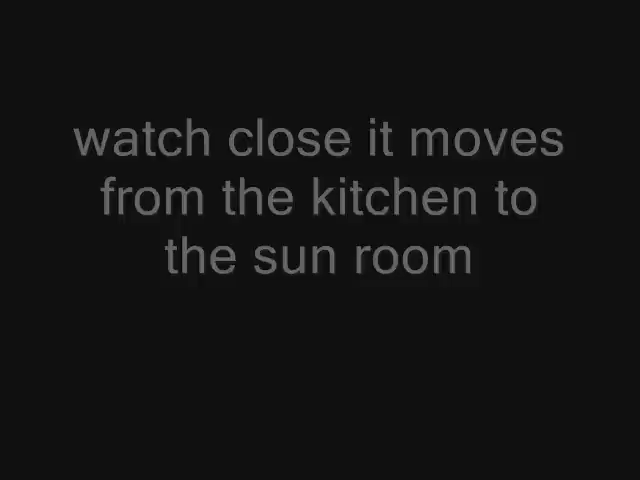 watch close it moves
from the kitchen to
the sun room